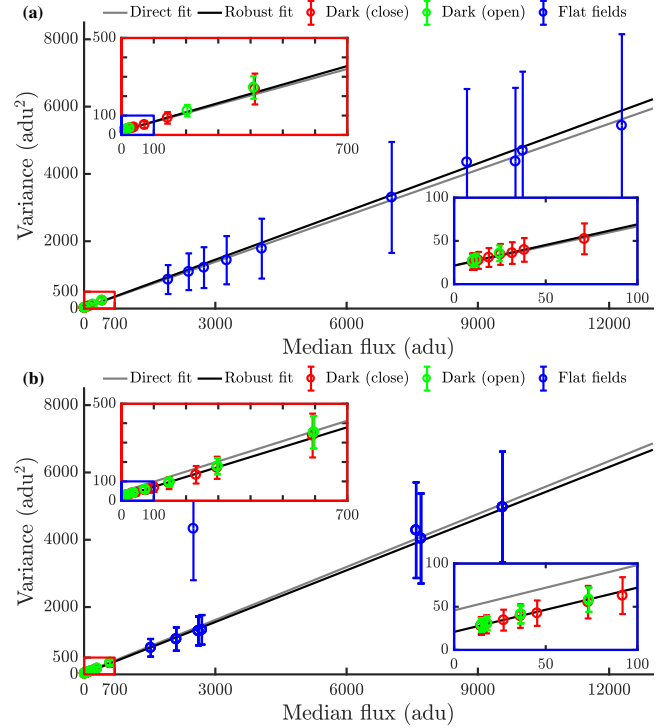 (a) Direct fit Robust fit Dark (close) Dark (open) Flat fields
8000
6000
4000
2000
500
0
Variance (adu²)
500
100
0
0 100 700
100
50
0
0 50 100
0 700 3000 6000 9000 12000
Median flux (adu)
(b) Direct fit Robust fit Dark (close) Dark (open) Flat fields
8000
6000
4000
2000
500
0
Variance (adu²)
500
100
0
0 100 700
100
50
0
0 50 100
0 700 3000 6000 9000 12000
Median flux (adu)